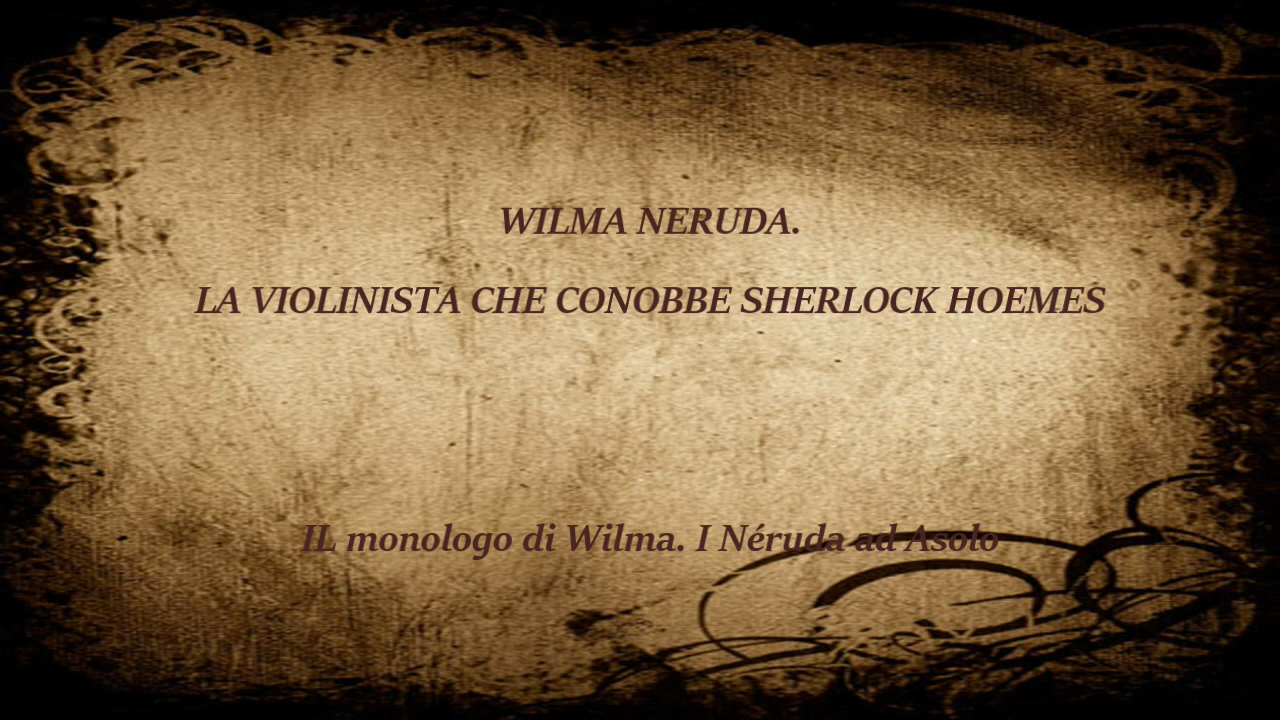 WILMA NERUDA.
LA VIOLINISTA CHE CONOBBE SHERLOCK HOEMES
IL monologo di Wilma. I Néruda ad Asolo